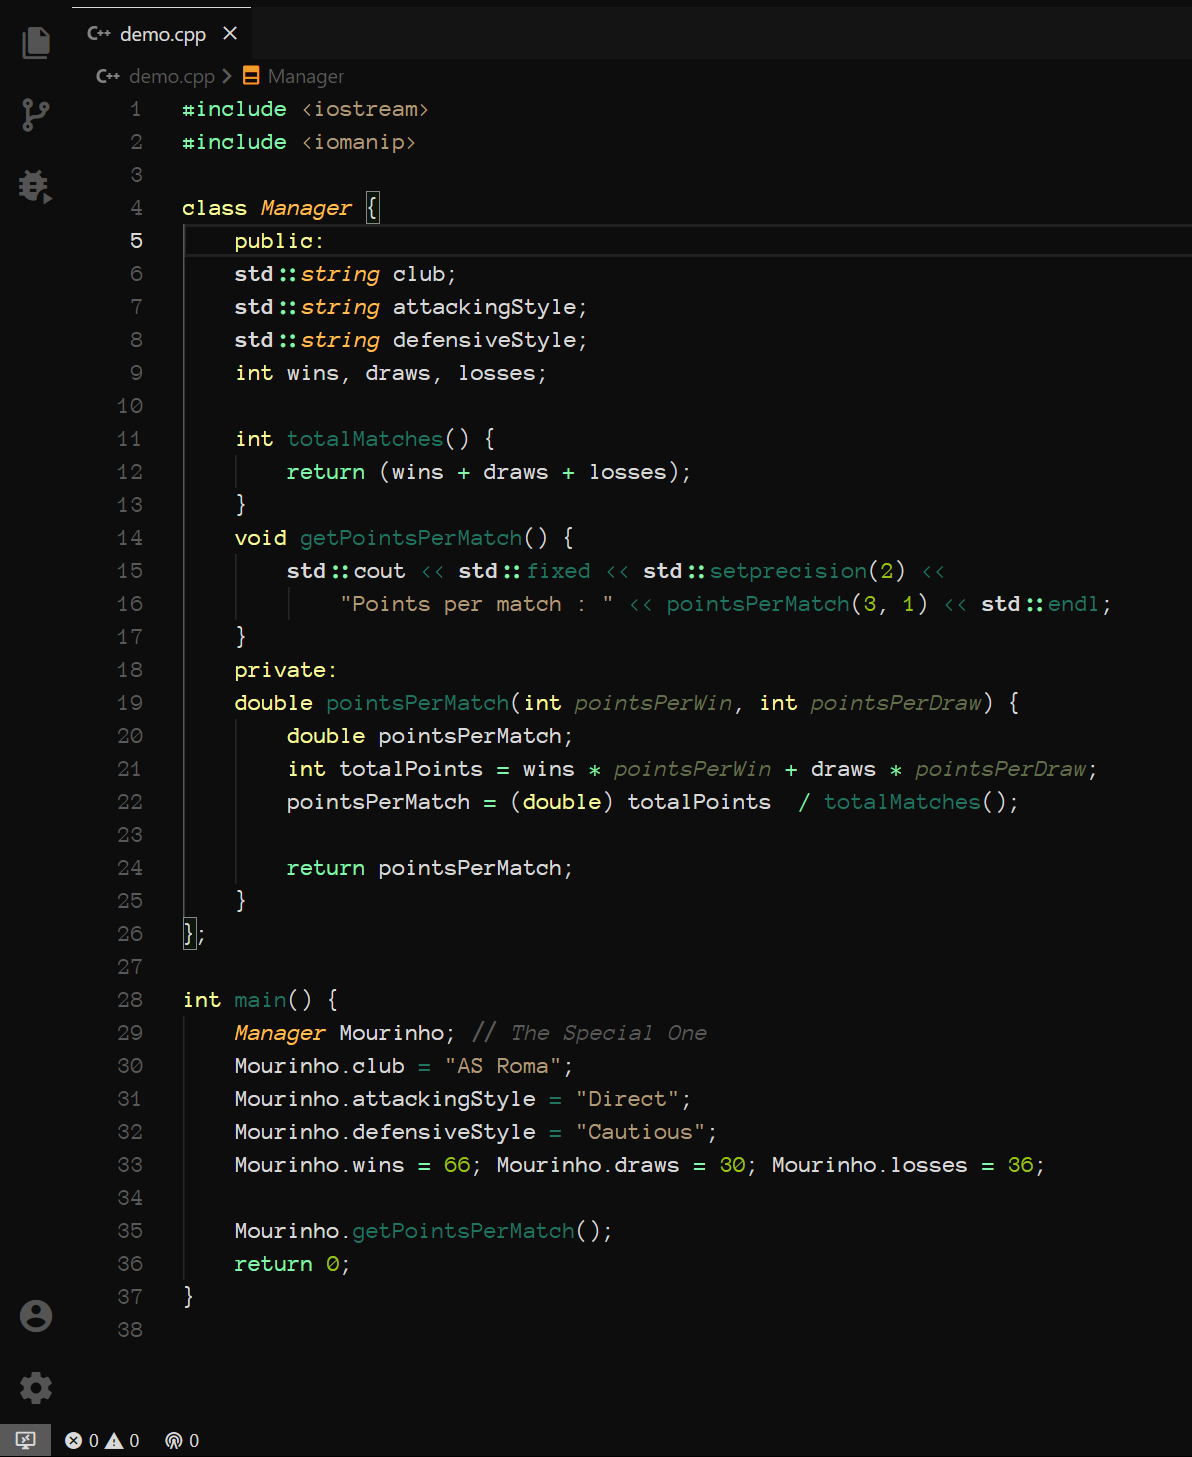 C++ demo.cpp
C++ demo.cpp > Manager
1 #include <iostream>
2 #include <iomanip>
3
4 class Manager {
5     public:
6     std::string club;
7     std::string attackingStyle;
8     std::string defensiveStyle;
9     int wins, draws, losses;
10
11     int totalMatches() {
12         return (wins + draws + losses);
13     }
14     void getPointsPerMatch() {
15         std::cout << std::fixed << std::setprecision(2) <<
16             "Points per match : " << pointsPerMatch(3, 1) << std::endl;
17     }
18     private:
19     double pointsPerMatch(int pointsPerWin, int pointsPerDraw) {
20         double pointsPerMatch;
21         int totalPoints = wins * pointsPerWin + draws * pointsPerDraw;
22         pointsPerMatch = (double) totalPoints  / totalMatches();
23
24         return pointsPerMatch;
25     }
26 };
27
28 int main() {
29     Manager Mourinho; // The Special One
30     Mourinho.club = "AS Roma";
31     Mourinho.attackingStyle = "Direct";
32     Mourinho.defensiveStyle = "Cautious";
33     Mourinho.wins = 66; Mourinho.draws = 30; Mourinho.losses = 36;
34
35     Mourinho.getPointsPerMatch();
36     return 0;
37 }
38
0 0 0